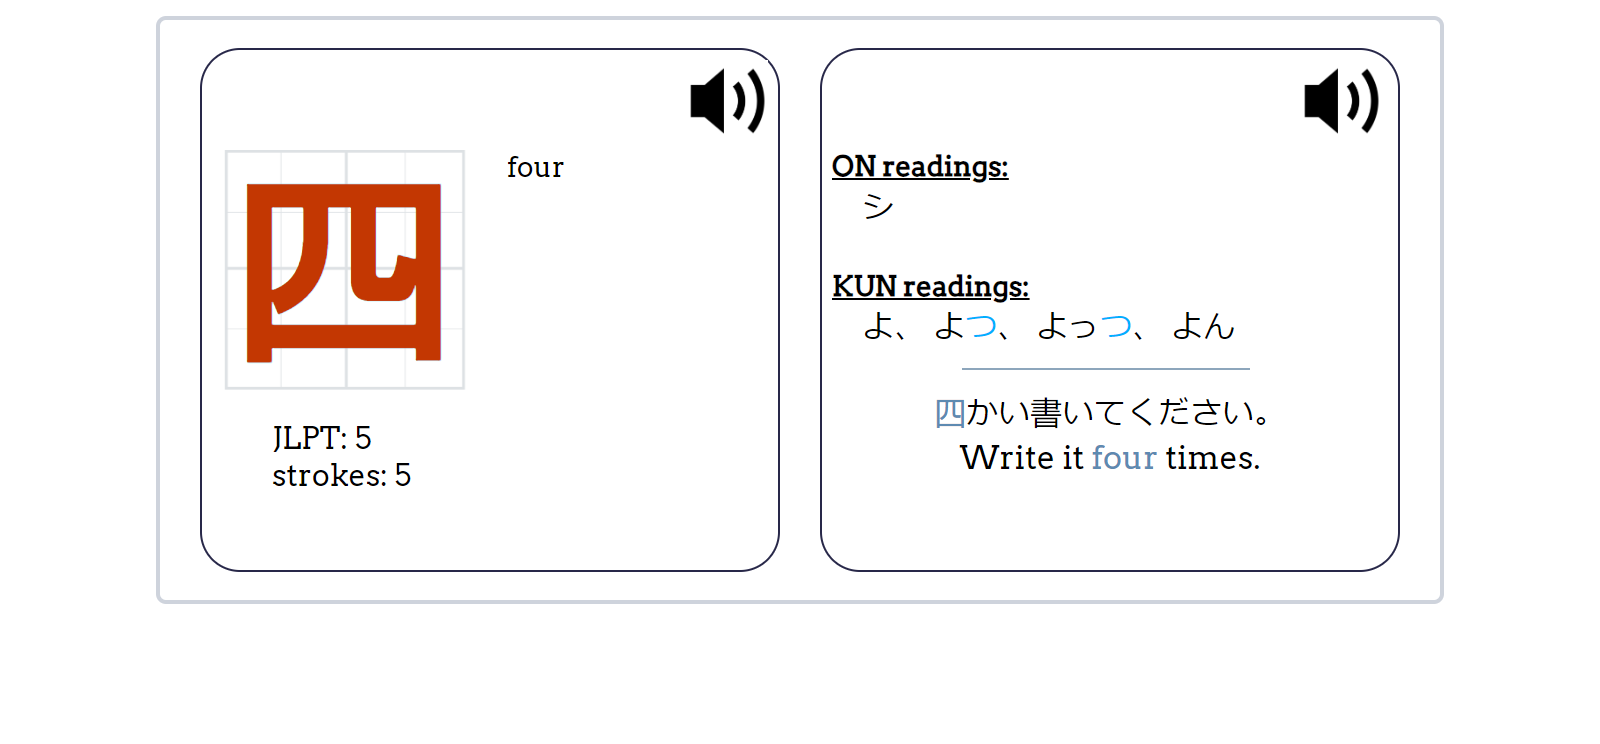 四
four
JLPT: 5
strokes: 5
ON readings:
シ
KUN readings:
よ、 よつ、 よっつ、 よん
四かい書いてください。
Write it four times.